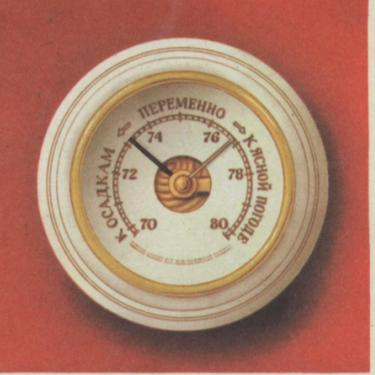 ПЕРЕМЕННО
К ОСАДКАМ
К ЯСНОЙ ПОГОДЕ
74 76
72 78
70 80